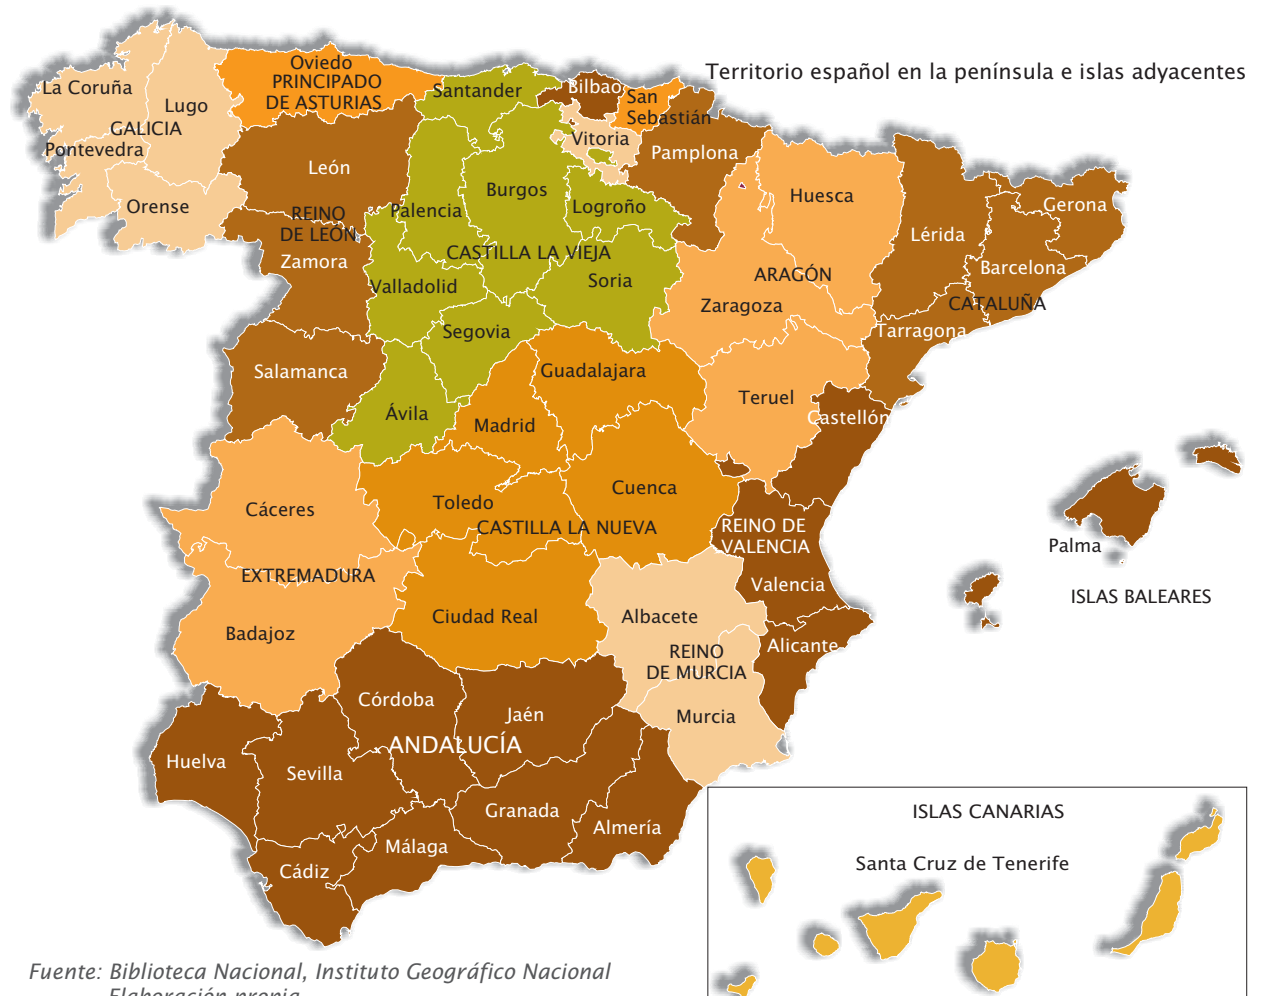 Territorio español en la península e islas adyacentes
Oviedo
PRINCIPADO
DE ASTURIAS
La Coruña
Lugo
GALICIA
Pontevedra
Orense
Santander
Bilbao
San
Sebastián
Vitoria
Pamplona
León
REINO
DE LEÓN
Zamora
Salamanca
Palencia
Burgos
Logroño
CASTILLA LA VIEJA
Valladolid
Soria
Segovia
Ávila
Huesca
ARAGÓN
Zaragoza
Teruel
Lérida
Gerona
Barcelona
CATALUÑA
Tarragona
Guadalajara
Madrid
Toledo
Cuenca
CASTILLA LA NUEVA
Ciudad Real
Cáceres
EXTREMADURA
Badajoz
Castellón
REINO DE
VALENCIA
Valencia
Alicante
Albacete
REINO
DE MURCIA
Murcia
Palma
ISLAS BALEARES
Córdoba
Jaén
ANDALUCÍA
Huelva
Sevilla
Granada
Almería
Málaga
Cádiz
ISLAS CANARIAS
Santa Cruz de Tenerife
Fuente: Biblioteca Nacional, Instituto Geográfico Nacional
Elaboración propia